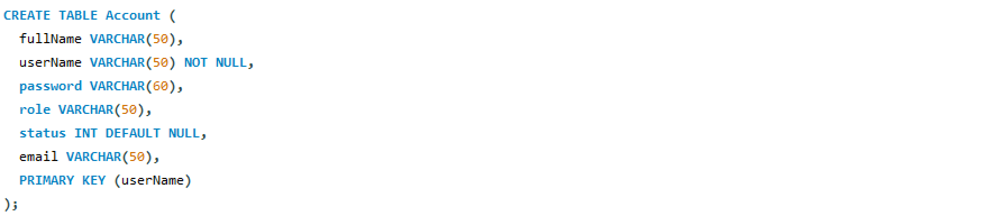 CREATE TABLE Account (
  fullName VARCHAR(50),
  userName VARCHAR(50) NOT NULL,
  password VARCHAR(60),
  role VARCHAR(50),
  status INT DEFAULT NULL,
  email VARCHAR(50),
  PRIMARY KEY (userName)
);